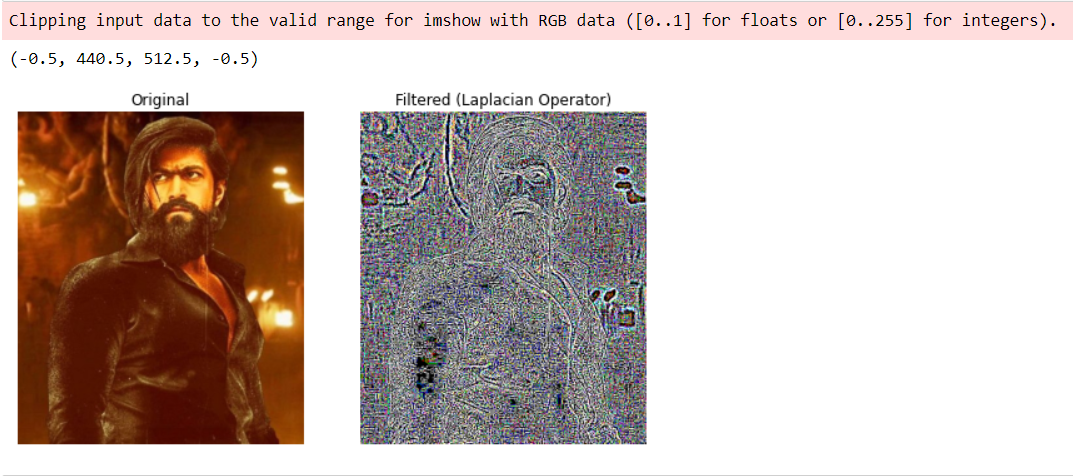 Clipping input data to the valid range for imshow with RGB data ([0..1] for floats or [0..255] for integers).
(-0.5, 440.5, 512.5, -0.5)
Original
Filtered (Laplacian Operator)